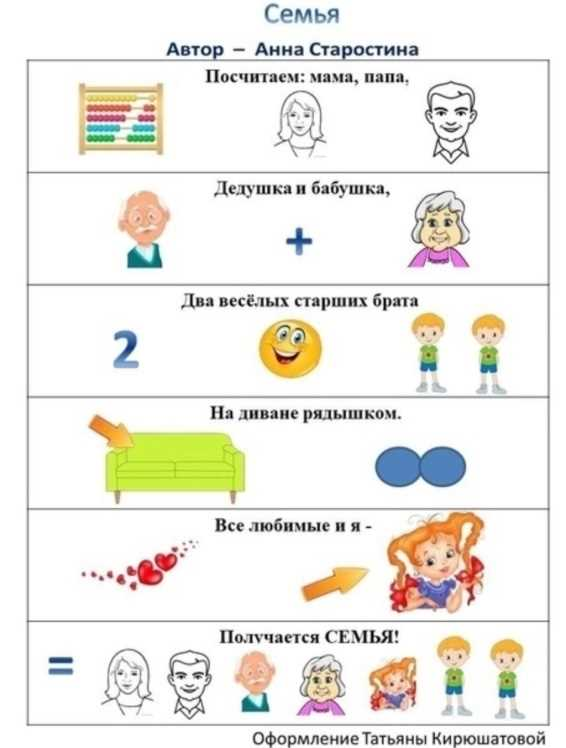 Семья
Автор – Анна Старостина
Посчитаем: мама, папа,
Дедушка и бабушка,
+
Два весёлых старших брата
2
На диване рядышком.
Все любимые и я -
Получается СЕМЬЯ!
=
Оформление Татьяны Кирюшатовой